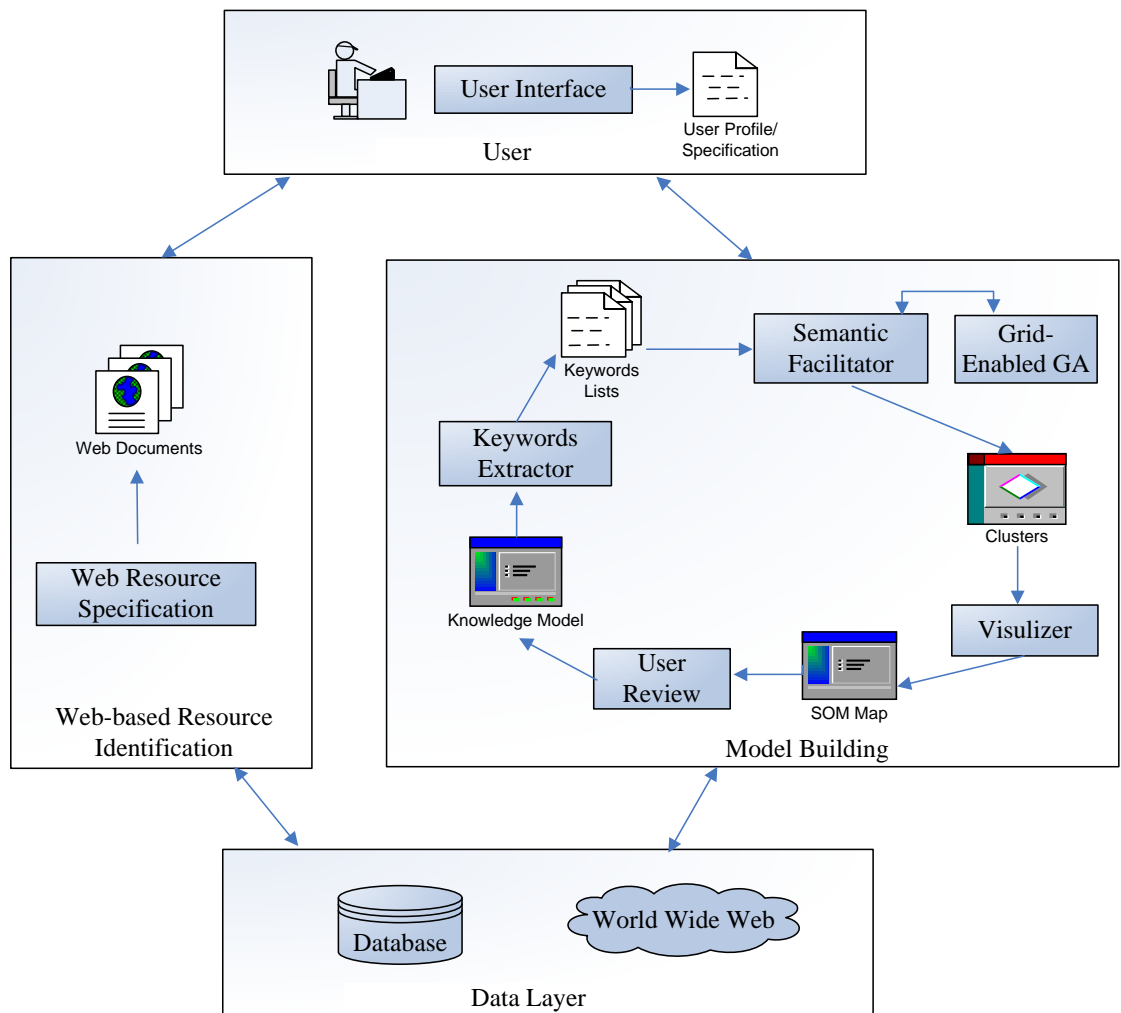 User Interface
User Profile/
Specification
User
Web Documents
Web Resource
Specification
Web-based Resource
Identification
Keywords
Lists
Semantic
Facilitator
Grid-
Enabled GA
Keywords
Extractor
Clusters
Knowledge Model
Visulizer
User
Review
SOM Map
Model Building
Database
World Wide Web
Data Layer